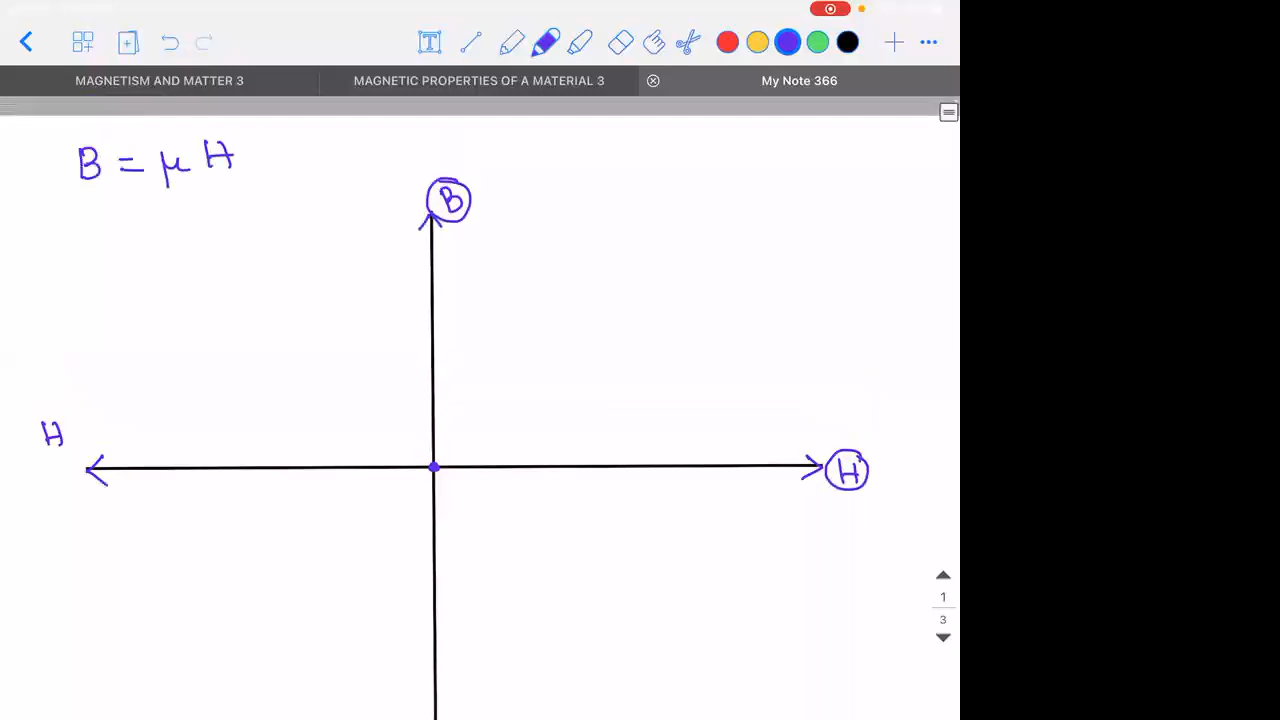 MAGNETISM AND MATTER 3
MAGNETIC PROPERTIES OF A MATERIAL 3
My Note 366
B = μ H
B
H
H
1
3